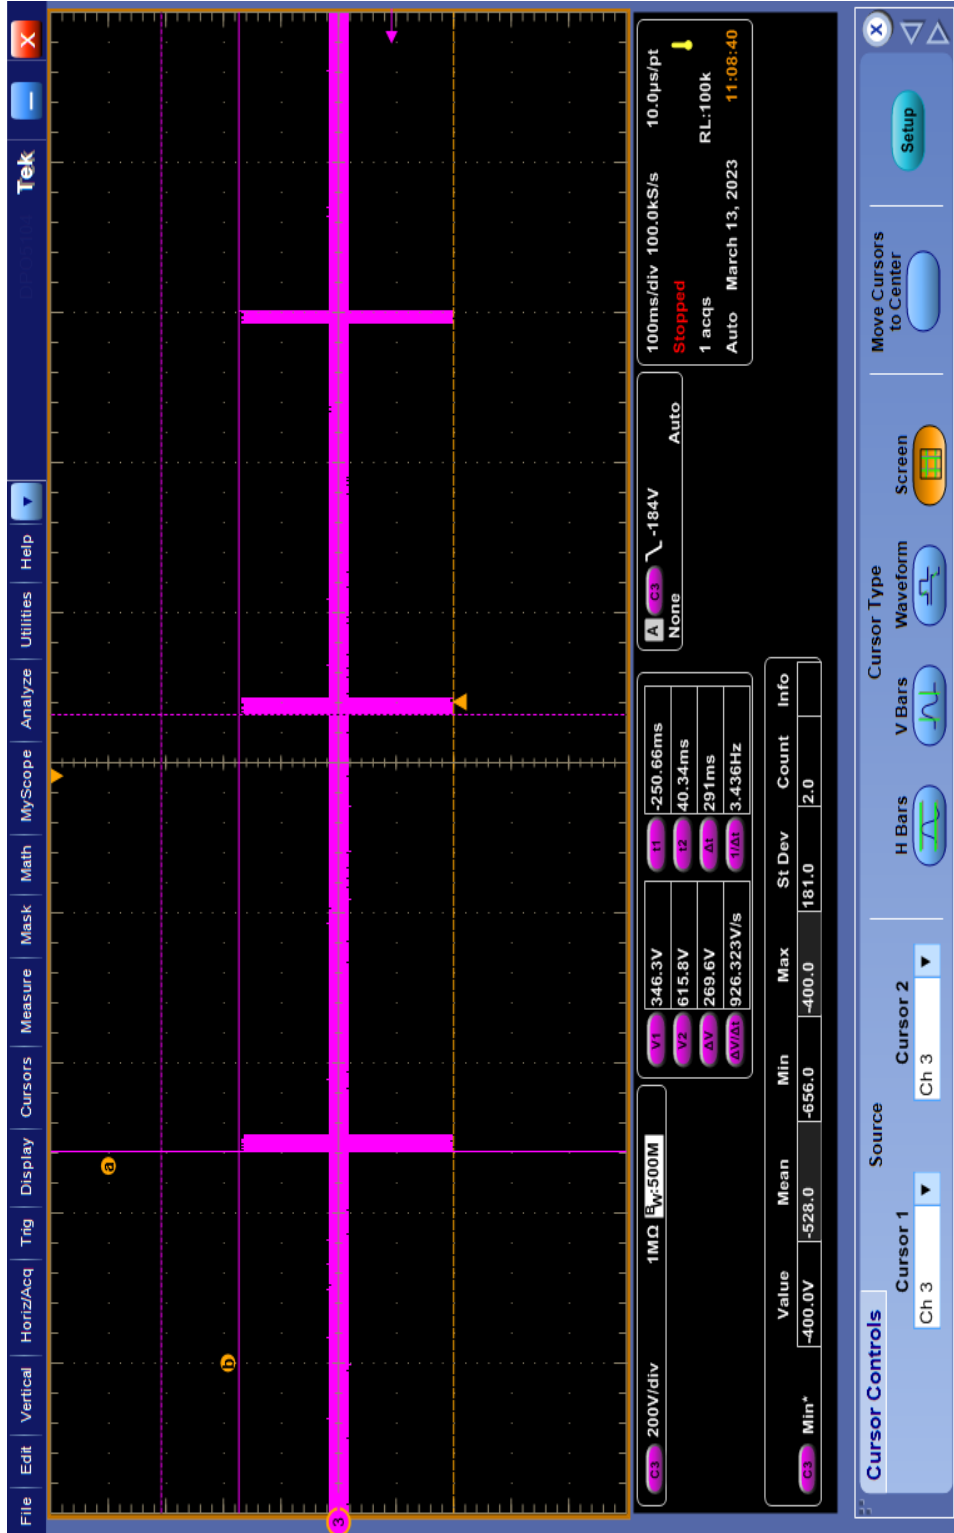 File Edit Vertical Horiz/Acq Trig Display Cursors Measure Mask Math MyScope Analyze Utilities Help Tek X
a
b
3
C3 200V/div 1MΩ BW:500M
V1 346.3V t1 -250.66ms
V2 615.8V t2 40.34ms
ΔV 269.6V Δt 291ms
ΔV/Δt 926.323V/s 1/Δt 3.436Hz
A C3 -184V
None Auto
100ms/div 100.0kS/s 10.0µs/pt
Stopped
1 acqs RL:100k
Auto March 13, 2023 11:08:40
Value Mean Min Max St Dev Count Info
C3 Min* -400.0V -528.0 -656.0 -400.0 181.0 2.0
Cursor Controls
Source
Cursor 1
Ch 3
Cursor 2
Ch 3
Cursor Type
H Bars V Bars Waveform Screen
Move Cursors
to Center
Setup
X